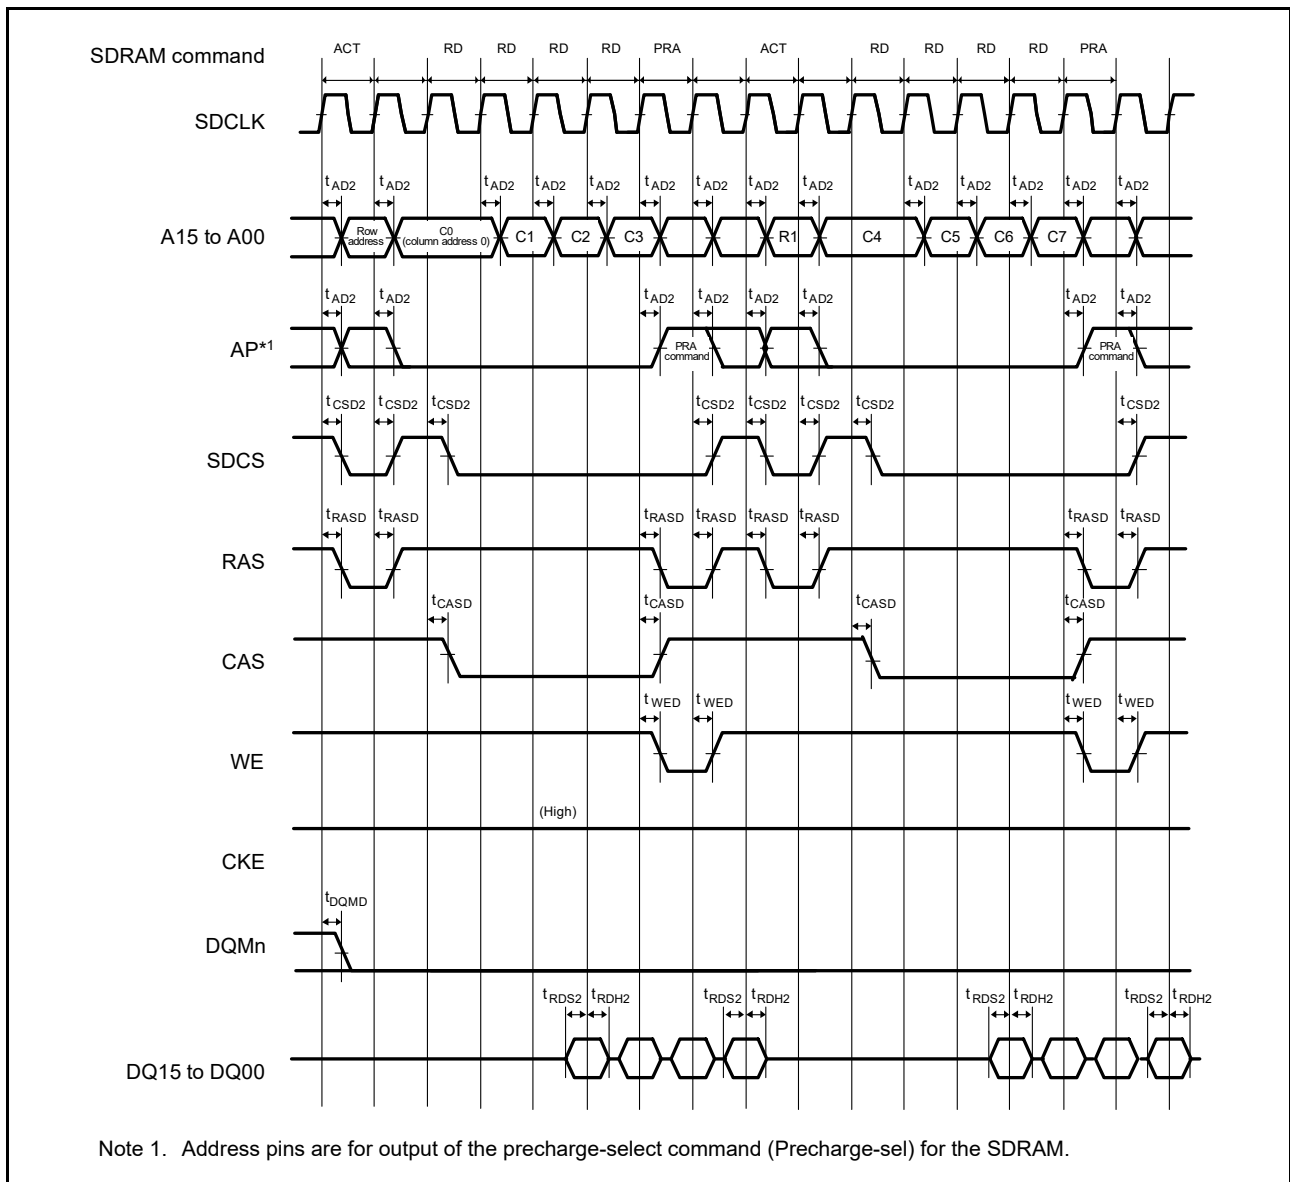 ACT RD RD RD RD PRA ACT RD RD RD RD PRA
SDRAM command
SDCLK
tAD2 tAD2 tAD2 tAD2 tAD2 tAD2 tAD2 tAD2 tAD2 tAD2 tAD2 tAD2 tAD2 tAD2
A15 to A00
Row
address
C0
(column address 0)
C1 C2 C3 R1 C4 C5 C6 C7
tAD2 tAD2 tAD2 tAD2 tAD2 tAD2 tAD2 tAD2
AP*1
PRA
command
PRA
command
tCSD2 tCSD2 tCSD2 tCSD2 tCSD2 tCSD2 tCSD2 tCSD2
SDCS
tRASD tRASD tRASD tRASD tRASD tRASD tRASD tRASD
RAS
tCASD tCASD tCASD tCASD
CAS
tWED tWED tWED tWED
WE
(High)
CKE
tDQMD
DQMn
tRDS2 tRDH2 tRDS2 tRDH2 tRDS2 tRDH2 tRDS2 tRDH2
DQ15 to DQ00
Note 1. Address pins are for output of the precharge-select command (Precharge-sel) for the SDRAM.